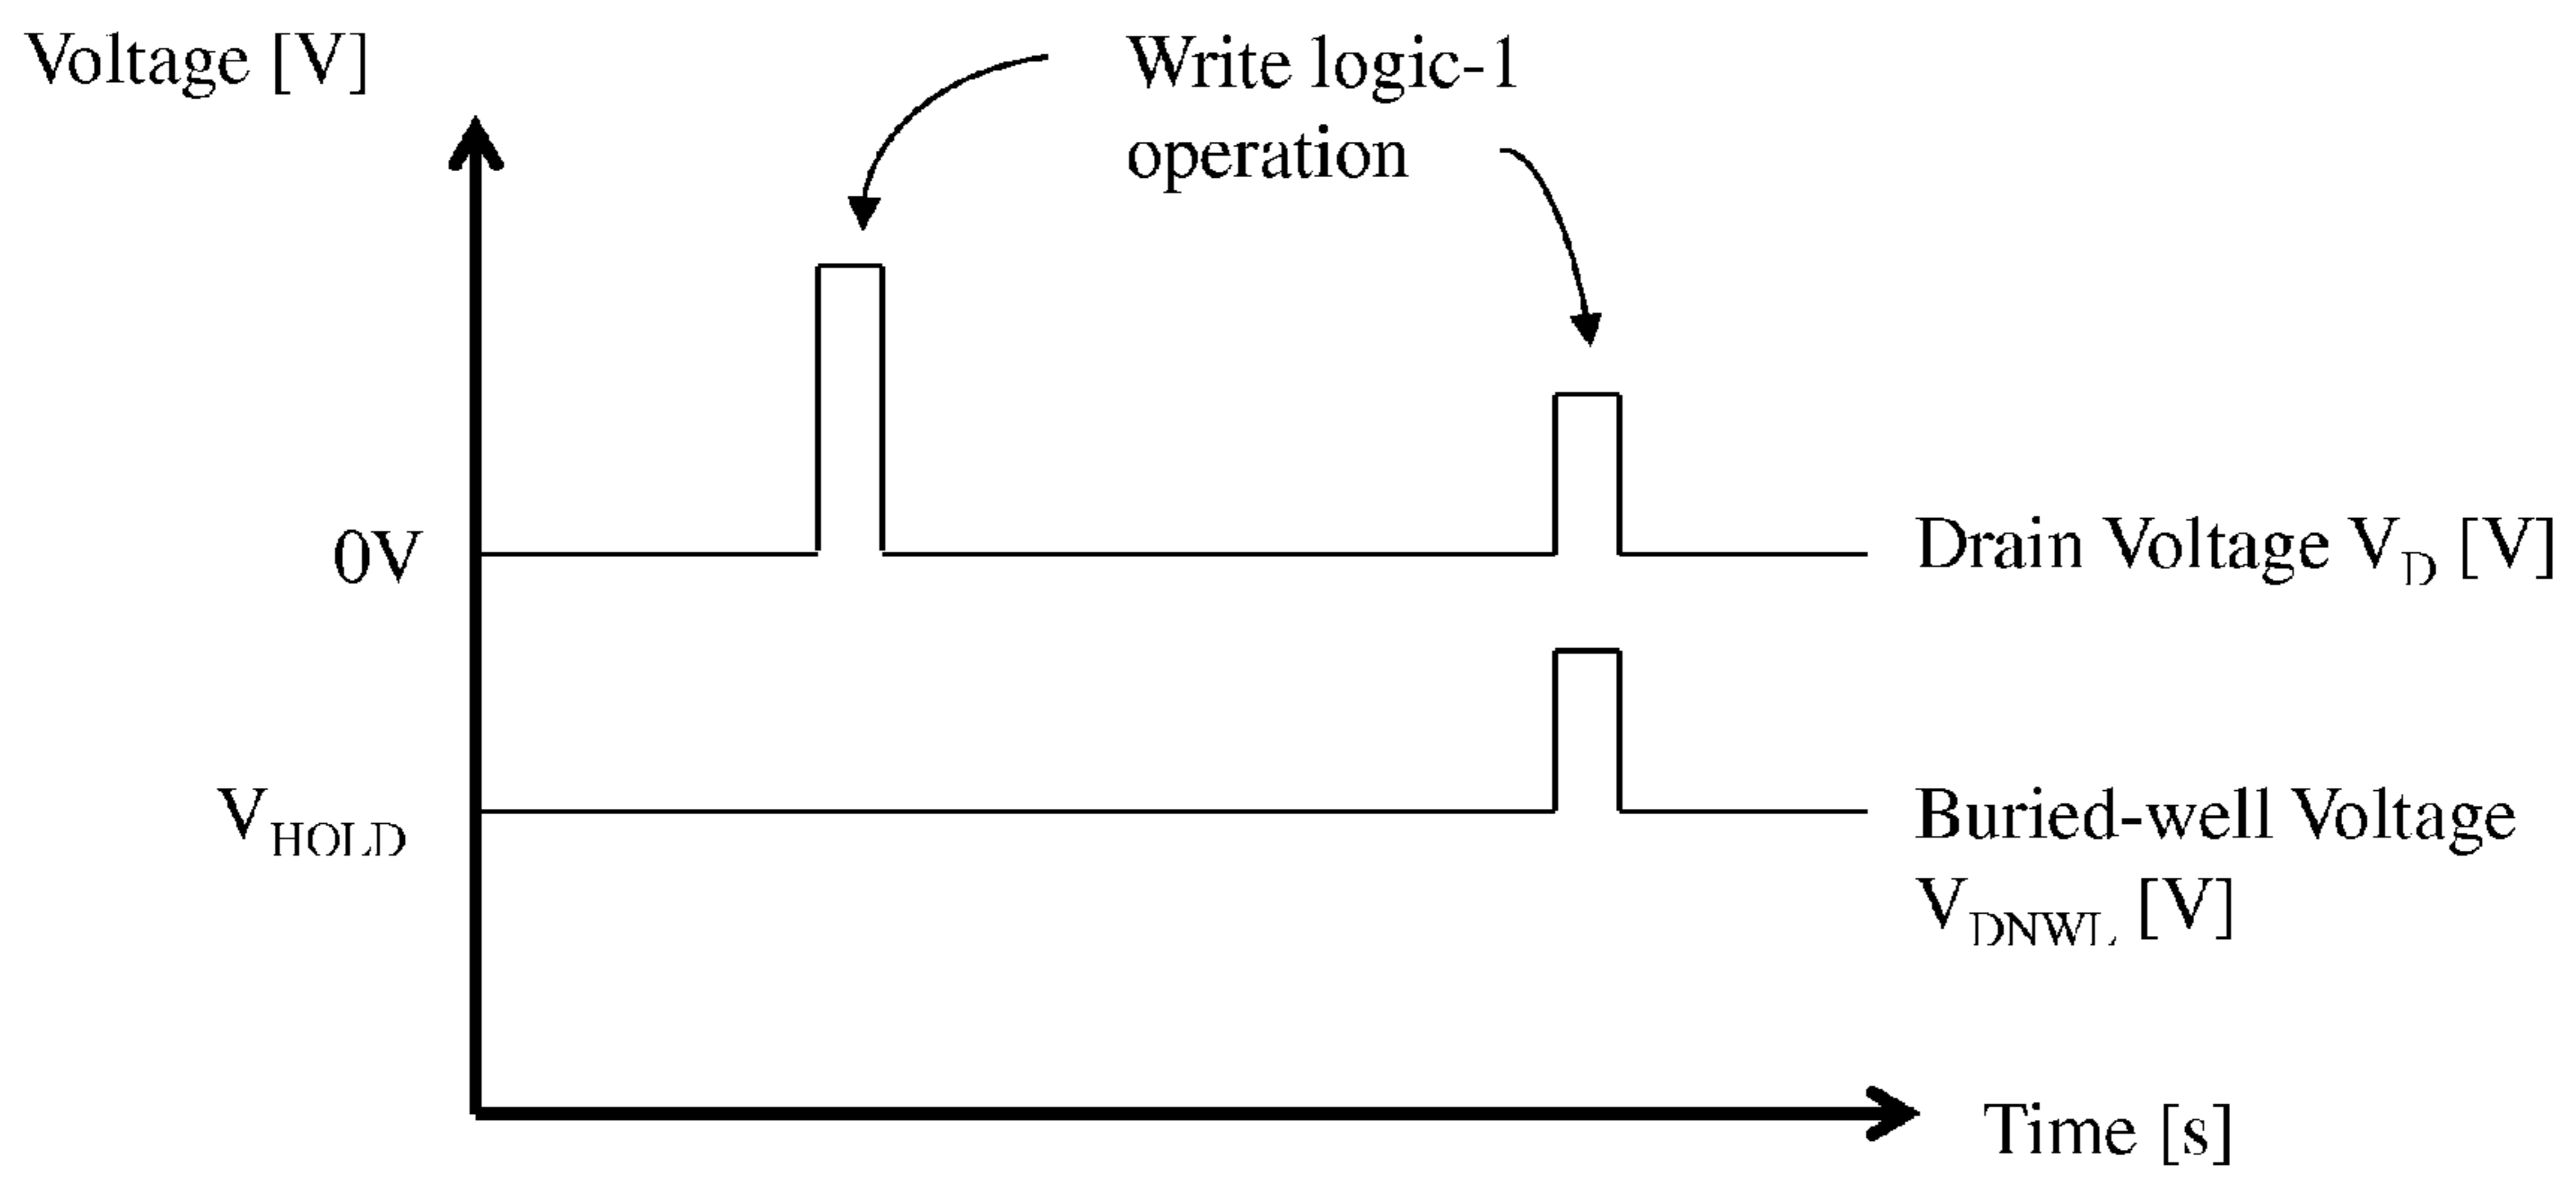 Voltage [V]
Write logic-1
operation
0V
Drain Voltage V_D [V]
V_HOLD
Buried-well Voltage
V_DNWL [V]
Time [s]